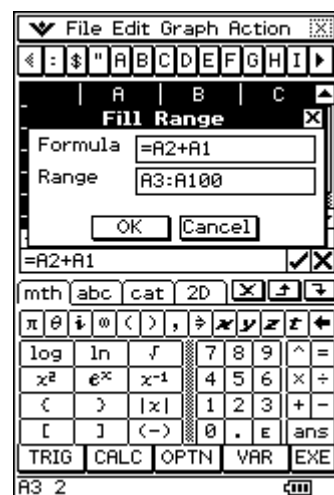 File Edit Graph Action
: $ " A B C D E F G H I
A B C
Fill Range
Formula =A2+A1
Range A3:A100
OK Cancel
=A2+A1
mth abc cat 2D
π θ i ∞ ( ) , ⇒ x y z t
log ln √ 7 8 9 ^ =
x² eˣ x⁻¹ 4 5 6 × ÷
{ } |x| 1 2 3 + −
[ ] (−) 0 . E ans
TRIG CALC OPTN VAR EXE
A3 2